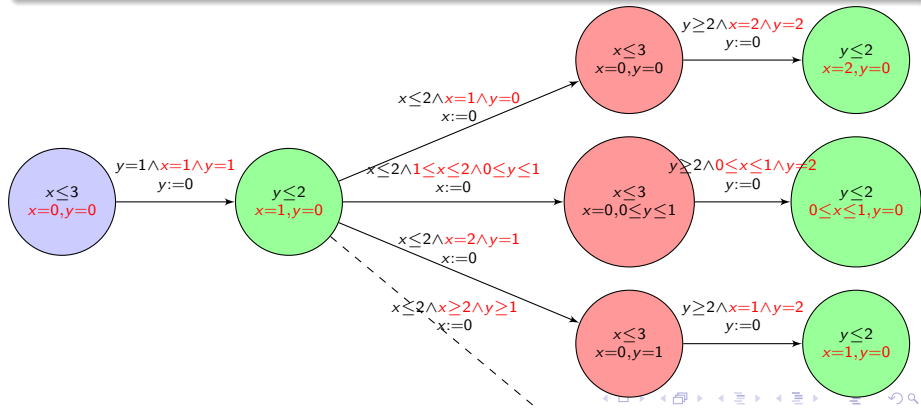 y≥2∧x=2∧y=2
y:=0
x≤3
x=0,y=0
y≤2
x=2,y=0
x≤2∧x=1∧y=0
x:=0
y=1∧x=1∧y=1
y:=0
x≤2∧1≤x≤2∧0≤y≤1
x:=0
y≥2∧0≤x≤1∧y=2
y:=0
x≤3
x=0,y=0
y≤2
x=1,y=0
x≤3
x=0,0≤y≤1
y≤2
0≤x≤1,y=0
x≤2∧x=2∧y=1
x:=0
x≤2∧x≥2∧y≥1
x:=0
y≥2∧x=1∧y=2
y:=0
x≤3
x=0,y=1
y≤2
x=1,y=0